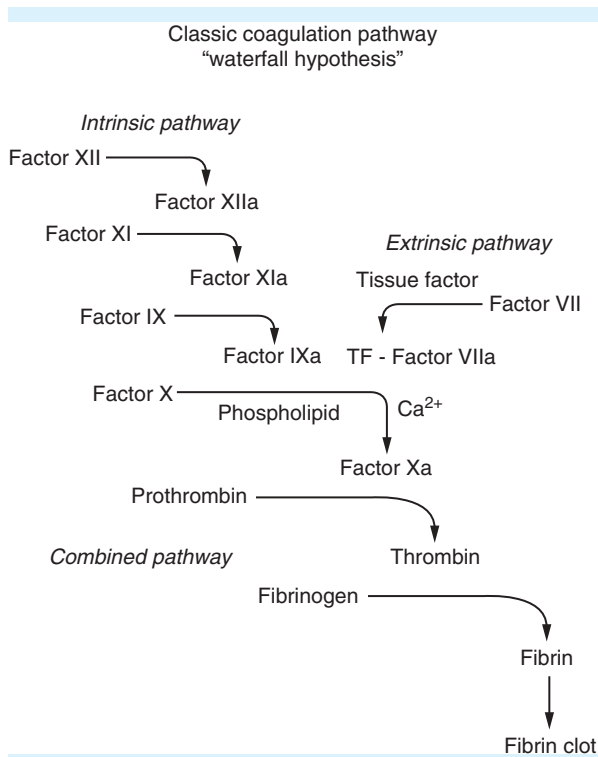 Classic coagulation pathway
“waterfall hypothesis”
Intrinsic pathway
Factor XII
Factor XIIa
Factor XI
Extrinsic pathway
Factor XIa
Tissue factor
Factor VII
Factor IX
Factor IXa
TF - Factor VIIa
Factor X
Phospholipid
Ca²⁺
Factor Xa
Prothrombin
Combined pathway
Thrombin
Fibrinogen
Fibrin
Fibrin clot